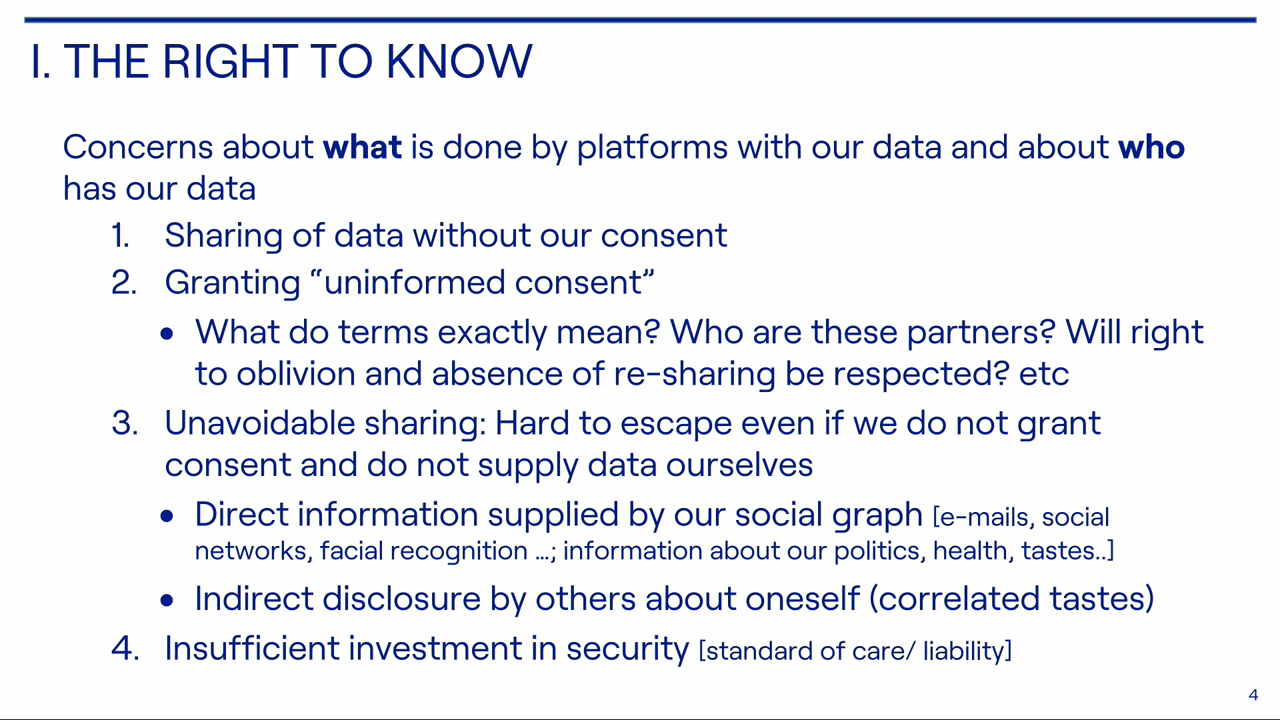 I. THE RIGHT TO KNOW
Concerns about what is done by platforms with our data and about who
has our data
1. Sharing of data without our consent
2. Granting “uninformed consent”
• What do terms exactly mean? Who are these partners? Will right
to oblivion and absence of re-sharing be respected? etc
3. Unavoidable sharing: Hard to escape even if we do not grant
consent and do not supply data ourselves
• Direct information supplied by our social graph [e-mails, social
networks, facial recognition ...; information about our politics, health, tastes..]
• Indirect disclosure by others about oneself (correlated tastes)
4. Insufficient investment in security [standard of care/ liability]
4